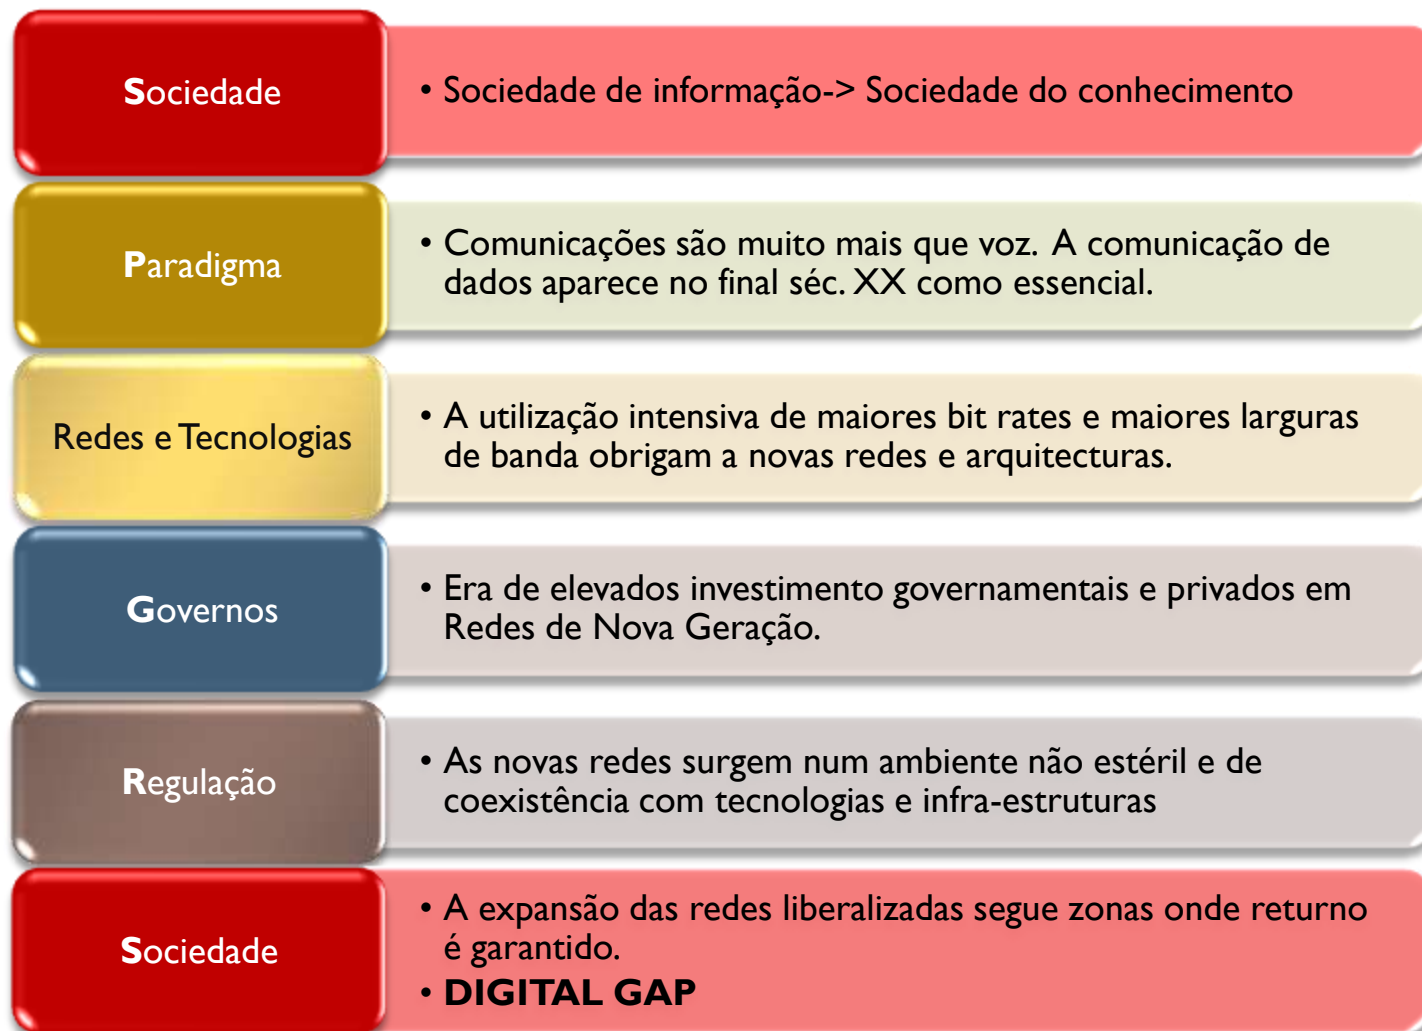 Sociedade
• Sociedade de informação-> Sociedade do conhecimento
Paradigma
• Comunicações são muito mais que voz. A comunicação de
dados aparece no final séc. XX como essencial.
Redes e Tecnologias
• A utilização intensiva de maiores bit rates e maiores larguras
de banda obrigam a novas redes e arquitecturas.
Governos
• Era de elevados investimento governamentais e privados em
Redes de Nova Geração.
Regulação
• As novas redes surgem num ambiente não estéril e de
coexistência com tecnologias e infra-estruturas
Sociedade
• A expansão das redes liberalizadas segue zonas onde returno
é garantido.
• DIGITAL GAP